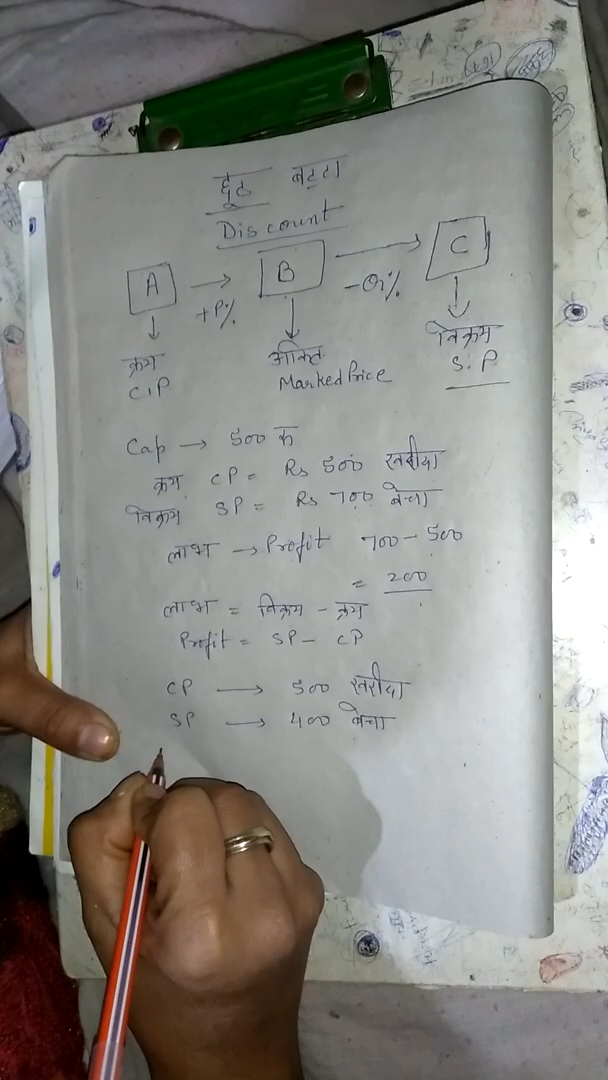 छूट बट्टा
Discount
A → B → C
+P% -D%
क्रय अंकित विक्रय
C.P Marked Price S.P
Cap → 500 रु
क्रय CP = Rs 500 खरीदा
विक्रय SP = Rs 700 बेचा
लाभ → Profit 700 - 500
= 200
लाभ = विक्रय - क्रय
Profit = SP - CP
CP → 500 खरीदा
SP → 400 बेचा